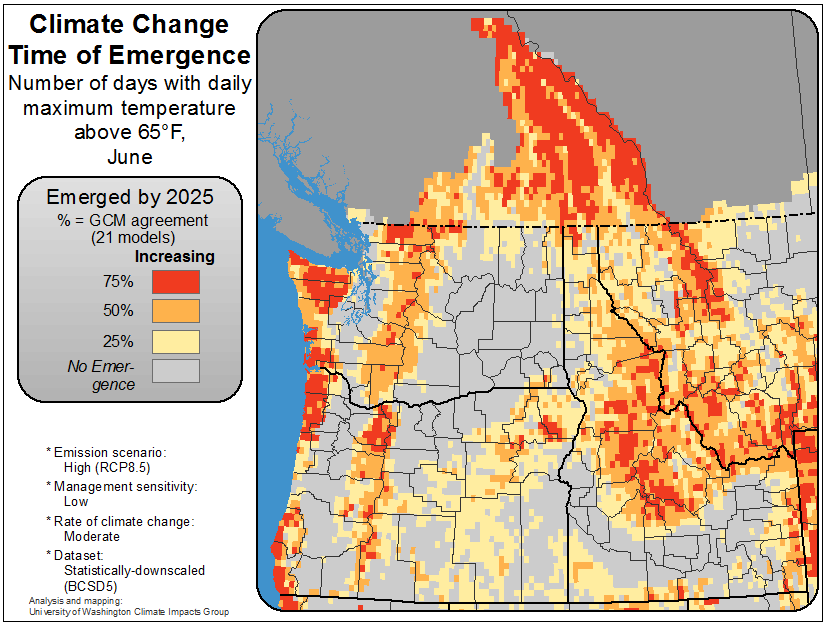 Climate Change
Time of Emergence
Number of days with daily
maximum temperature
above 65°F,
June
Emerged by 2025
% = GCM agreement
(21 models)
Increasing
75%
50%
25%
No Emer-
gence
* Emission scenario:
High (RCP8.5)
* Management sensitivity:
Low
* Rate of climate change:
Moderate
* Dataset:
Statistically-downscaled
(BCSD5)
Analysis and mapping:
University of Washington Climate Impacts Group